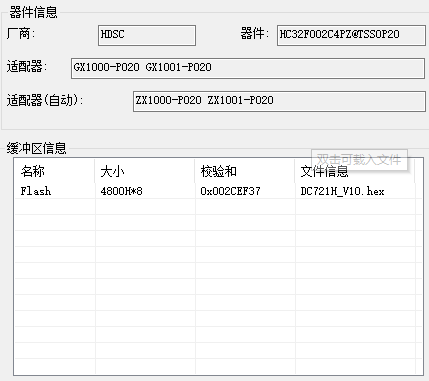 器件信息
厂商: HDSC 器件: HC32F002C4PZ@TSSOP20
适配器: GX1000-P020 GX1001-P020
适配器(自动): ZX1000-P020 ZX1001-P020
缓冲区信息
双击可载入文件
名称 大小 校验和 文件信息
Flash 4800H*8 0x002CEF37 DC721H_V10.hex